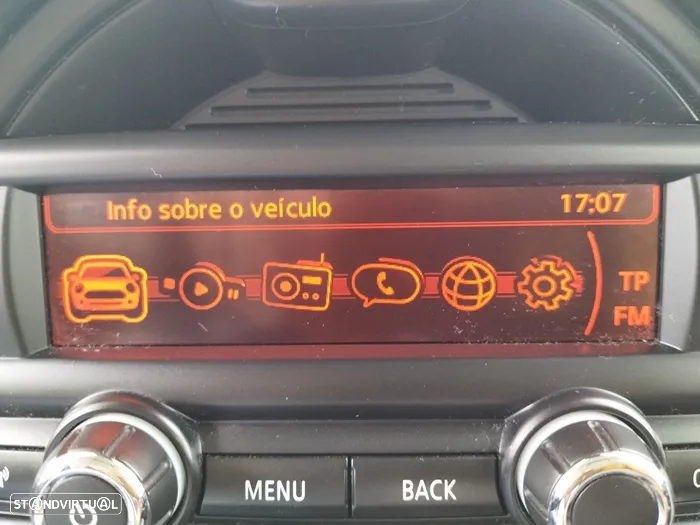 Info sobre o veículo 17:07
TP
FM
MENU BACK
STANDVIRTUAL